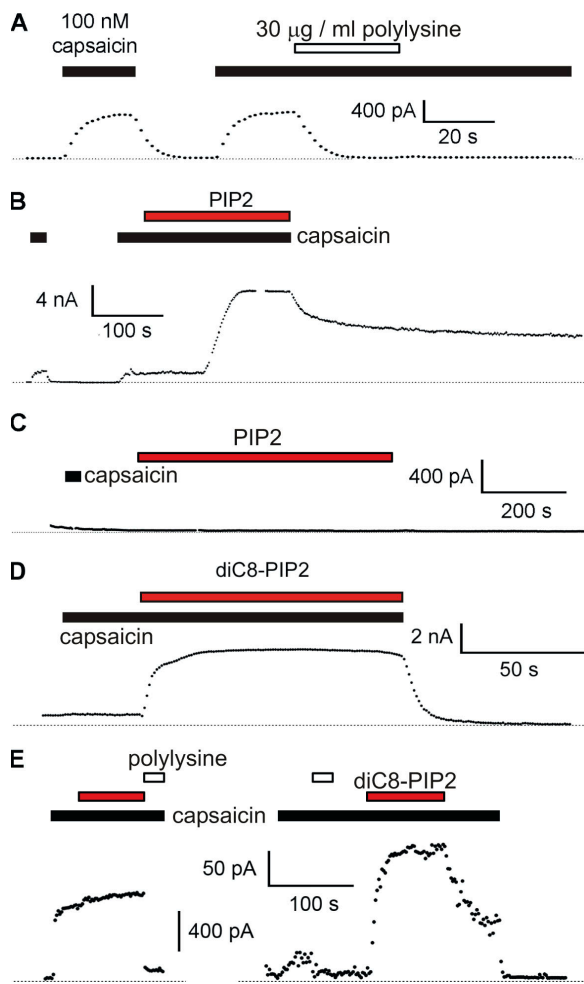 A
100 nM
capsaicin
30 µg / ml polylysine
400 pA
20 s
B
PIP2
capsaicin
4 nA
100 s
C
PIP2
capsaicin
400 pA
200 s
D
diC8-PIP2
capsaicin
2 nA
50 s
E
polylysine
diC8-PIP2
capsaicin
50 pA
100 s
400 pA